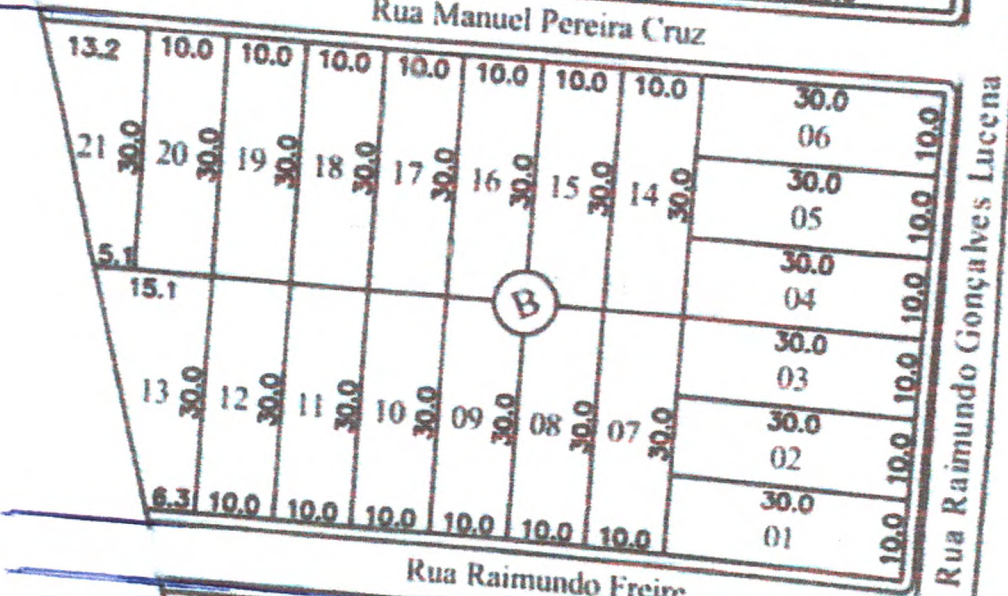 Rua Manuel Pereira Cruz
13.2 10.0 10.0 10.0 10.0 10.0 10.0 10.0 30.0
06 10.0
21 30.0 20 30.0 19 30.0 18 30.0 17 30.0 16 30.0 15 30.0 14 30.0
30.0
05 10.0
5.1
30.0
04 10.0
15.1
B
30.0
03 10.0
13 30.0 12 30.0 11 30.0 10 30.0 09 30.0 08 30.0 07 30.0
30.0
02 10.0
6.3 10.0 10.0 10.0 10.0 10.0 10.0
30.0
01 10.0
Rua Raimundo Freire
Rua Raimundo Gonçalves Lucena